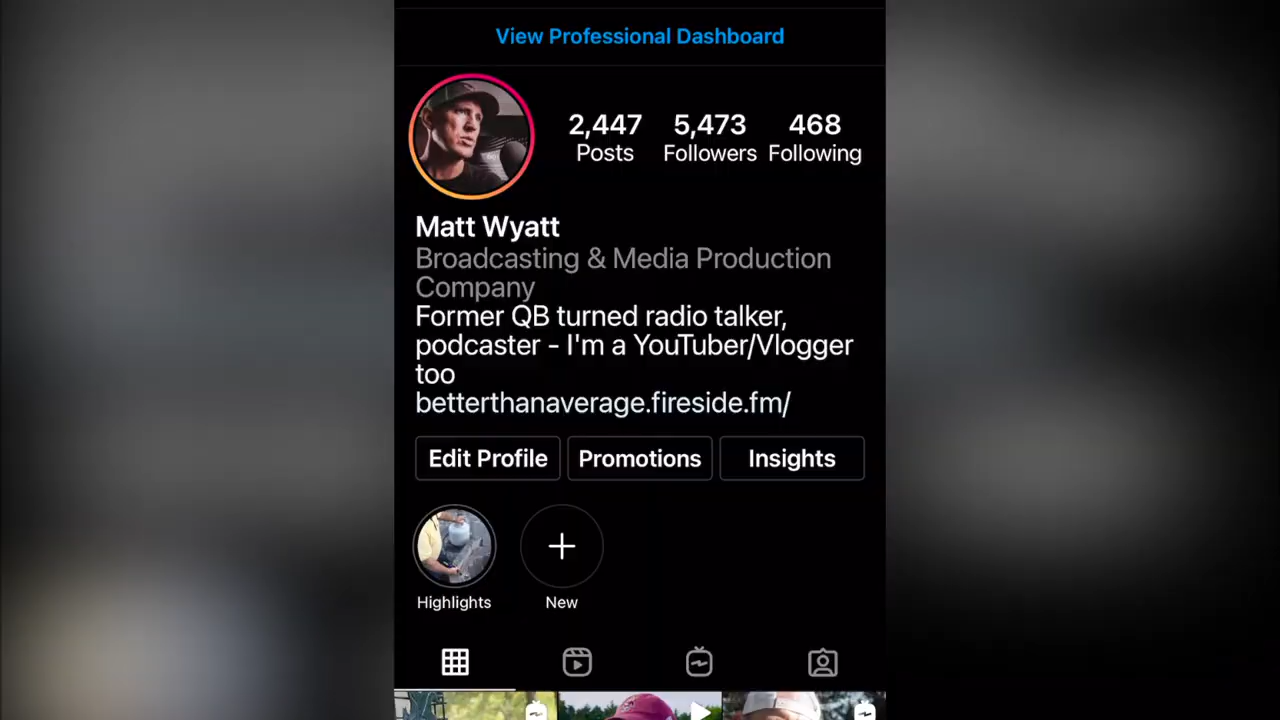 View Professional Dashboard
2,447 5,473 468
Posts Followers Following
Matt Wyatt
Broadcasting & Media Production
Company
Former QB turned radio talker,
podcaster - I'm a YouTuber/Vlogger
too
betterthanaverage.fireside.fm/
Edit Profile Promotions Insights
Highlights New